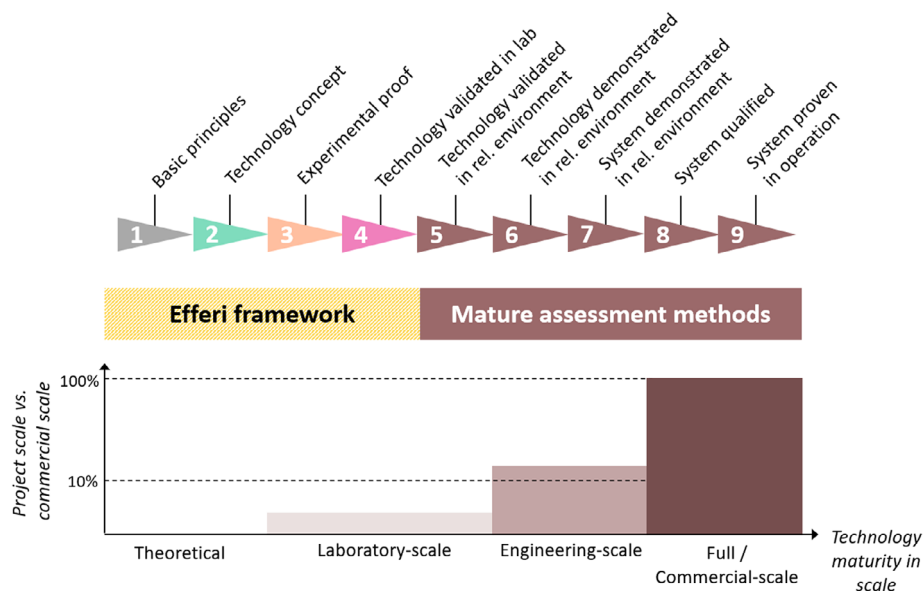 Basic principles
Technology concept
Experimental proof
Technology validated in lab
Technology validated
in rel. environment
Technology demonstrated
in rel. environment
System demonstrated
in rel. environment
System qualified
System proven
in operation
1
2
3
4
5
6
7
8
9
Efferi framework
Mature assessment methods
Project scale vs.
commercial scale
100%
10%
Theoretical
Laboratory-scale
Engineering-scale
Full /
Commercial-scale
Technology
maturity in
scale